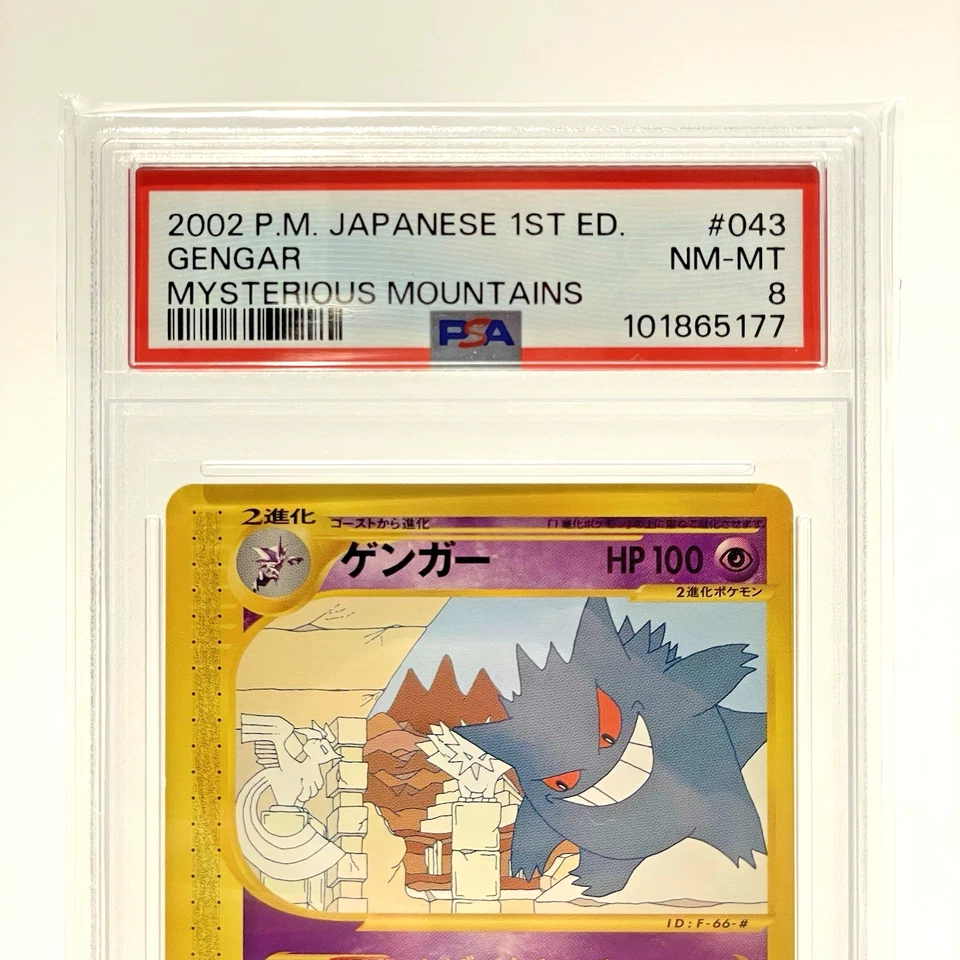 2002 P.M. JAPANESE 1ST ED. #043
GENGAR NM-MT
MYSTERIOUS MOUNTAINS 8
101865177
PSA
2進化 ゴーストから進化
ゲンガー HP 100
2進化ポケモン
ID:F-66-#